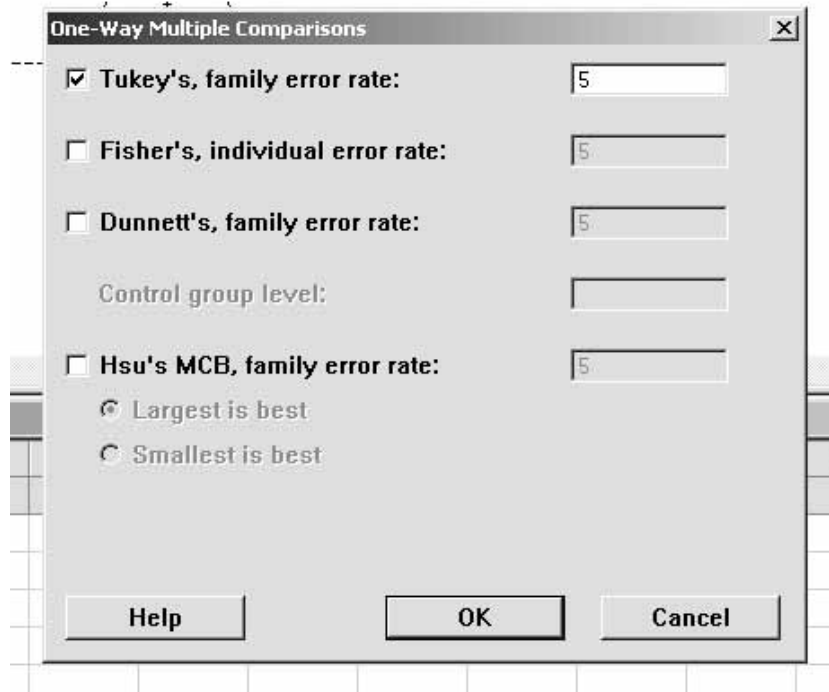 One-Way Multiple Comparisons
Tukey's, family error rate: 5
Fisher's, individual error rate: 5
Dunnett's, family error rate: 5
Control group level:
Hsu's MCB, family error rate: 5
Largest is best
Smallest is best
Help OK Cancel